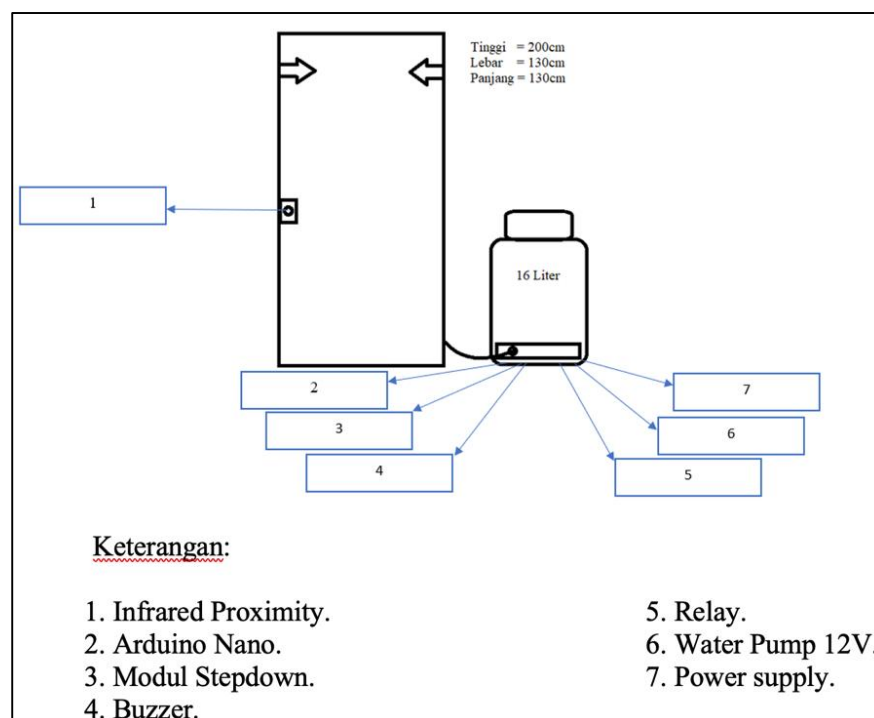 Tinggi = 200cm
Lebar = 130cm
Panjang = 130cm
1
16 Liter
2
7
3
6
4
5
Keterangan:
1. Infrared Proximity.
2. Arduino Nano.
3. Modul Stepdown.
4. Buzzer.
5. Relay.
6. Water Pump 12V.
7. Power supply.